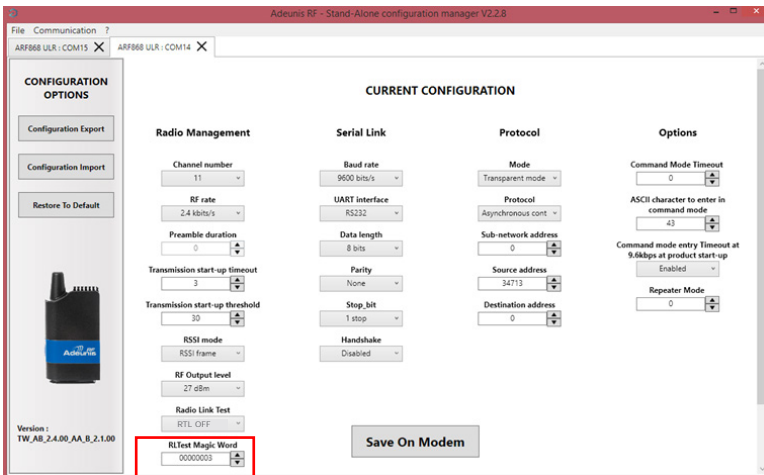 Adeunis RF - Stand-Alone configuration manager V2.2.8
File Communication ?
ARF868 ULR : COM15 X ARF868 ULR : COM14 X
CONFIGURATION
OPTIONS
Configuration Export
Configuration Import
Restore To Default
Adeunis RF
Version :
TW_AB_2.4.00_AA_B_2.1.00
CURRENT CONFIGURATION
Radio Management
Channel number
11
RF rate
2.4 kbits/s
Preamble duration
0
Transmission start-up timeout
3
Transmission start-up threshold
30
RSSI mode
RSSI frame
RF Output level
27 dBm
Radio Link Test
RTL OFF
RLTest Magic Word
00000003
Serial Link
Baud rate
9600 bits/s
UART interface
RS232
Data length
8 bits
Parity
None
Stop_bit
1 stop
Handshake
Disabled
Protocol
Mode
Transparent mode
Protocol
Asynchronous cont
Sub-network address
0
Source address
34713
Destination address
0
Options
Command Mode Timeout
0
ASCII character to enter in
command mode
43
Command mode entry Timeout at
9.6kbps at product start-up
Enabled
Repeater Mode
0
Save On Modem